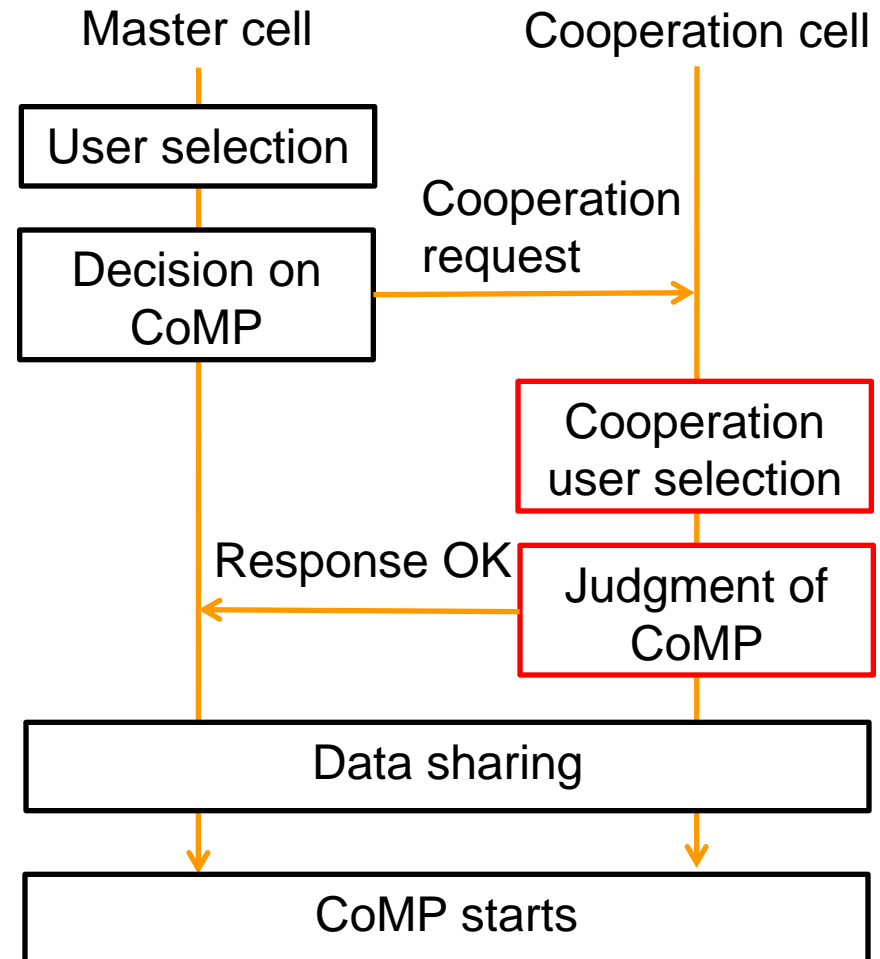 Master cell
Cooperation cell
User selection
Cooperation
request
Decision on
CoMP
Cooperation
user selection
Response OK
Judgment of
CoMP
Data sharing
CoMP starts